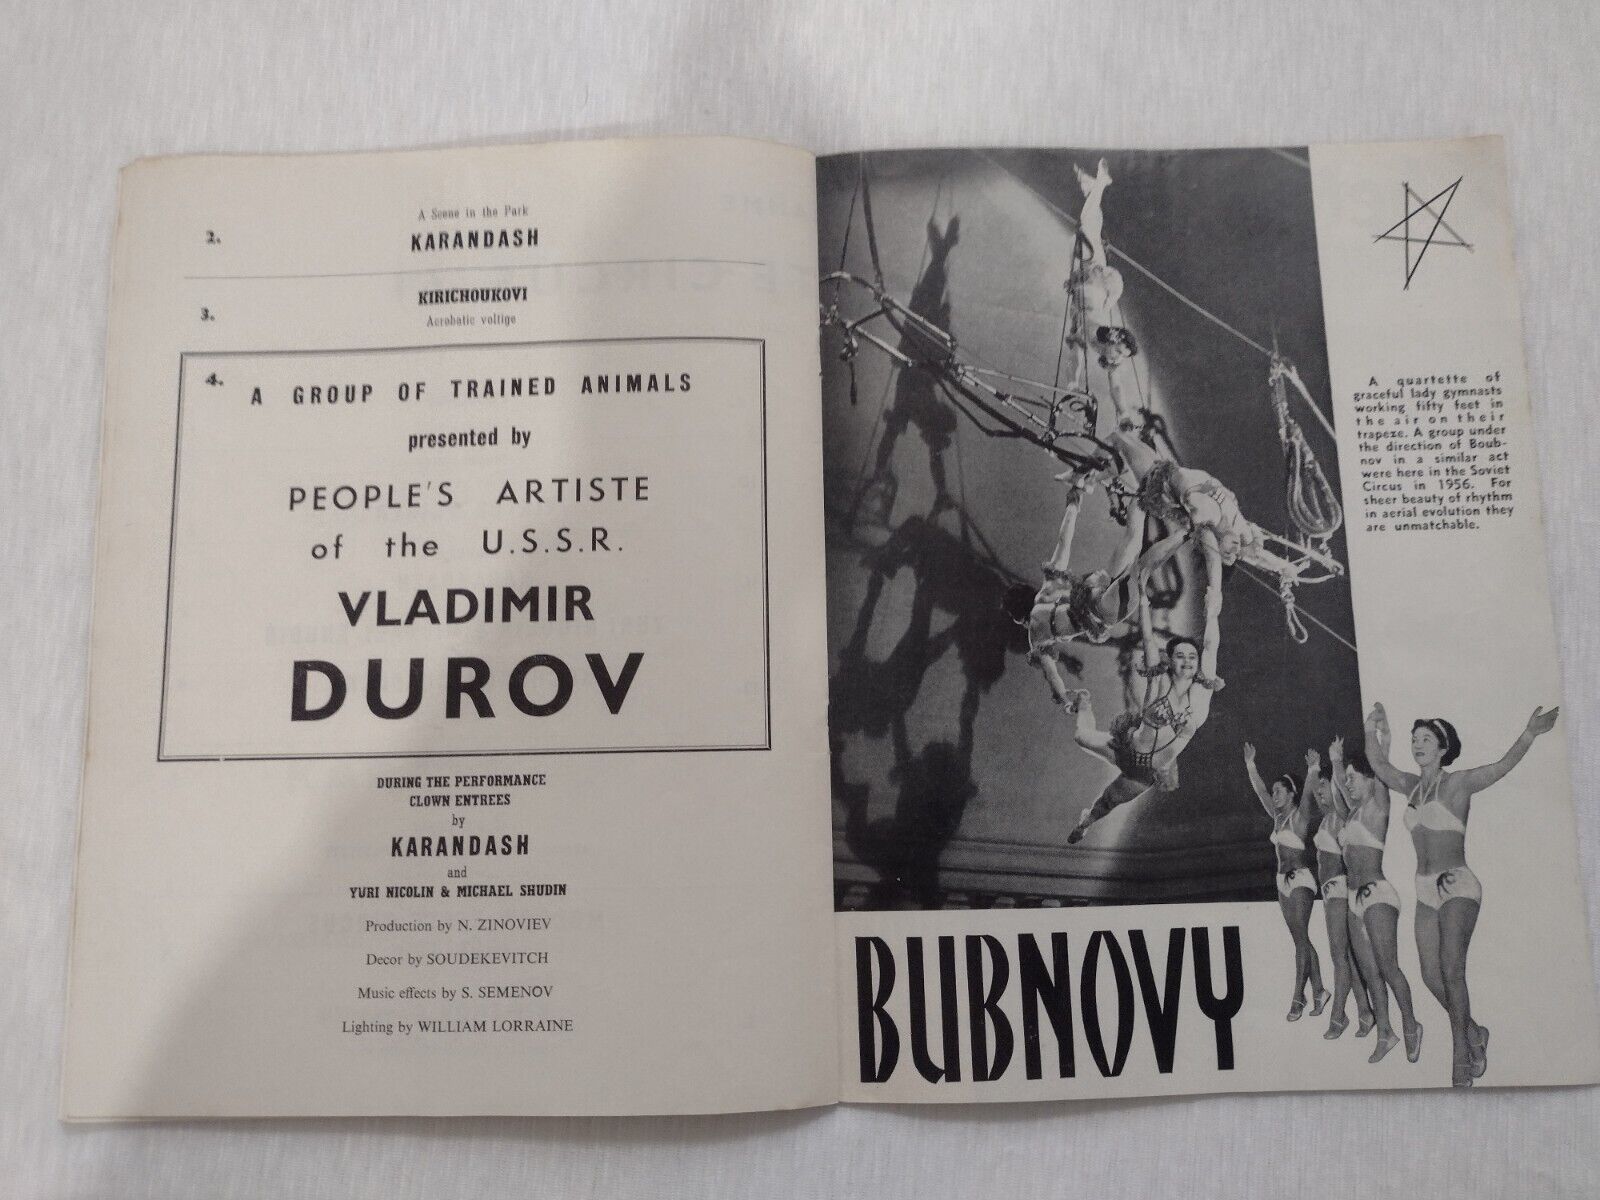 2.
A Scene in the Park
KARANDASH
3.
KIRICHOUKOVI
Acrobatic voltige
4.
A GROUP OF TRAINED ANIMALS
presented by
PEOPLE'S ARTISTE
of the U.S.S.R.
VLADIMIR
DUROV
DURING THE PERFORMANCE
CLOWN ENTREES
by
KARANDASH
and
YURI NICOLIN & MICHAEL SHUDIN
Production by N. ZINOVIEV
Decor by SOUDEKEVITCH
Music effects by S. SEMENOV
Lighting by WILLIAM LORRAINE
A quartette of
graceful lady gymnasts
working fifty feet in
the air on their
trapeze. A group under
the direction of Boub-
nov in a similar act
were here in the Soviet
Circus in 1956. For
sheer beauty of rhythm
in aerial evolution they
are unmatchable.
BUBNOVY